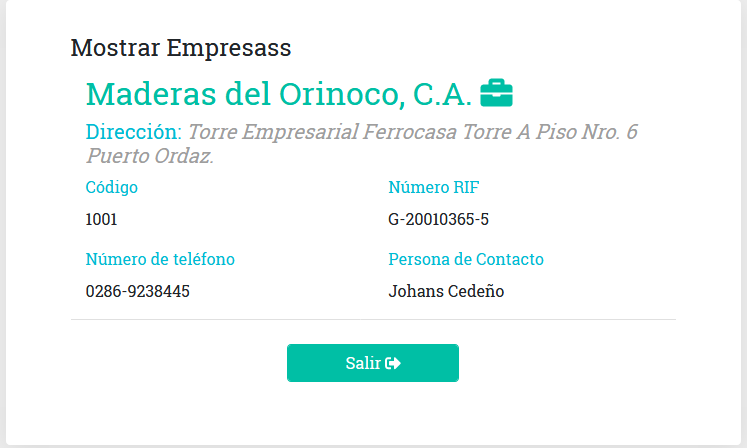 Mostrar Empresass
Maderas del Orinoco, C.A.
Dirección: Torre Empresarial Ferrocasa Torre A Piso Nro. 6
Puerto Ordaz.
Código
Número RIF
1001
G-20010365-5
Número de teléfono
Persona de Contacto
0286-9238445
Johans Cedeño
Salir